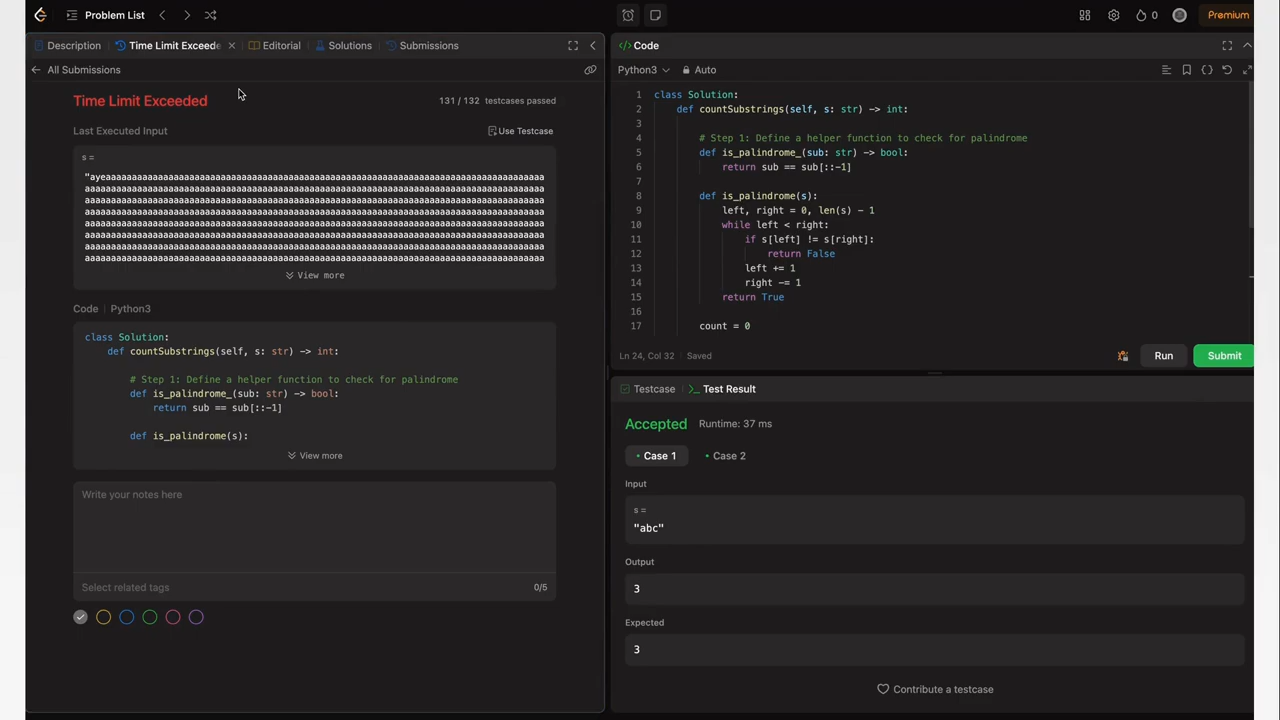 Problem List
0
Premium
Description
Time Limit Exceede
Editorial
Solutions
Submissions
All Submissions
Time Limit Exceeded
131 / 132 testcases passed
Last Executed Input
Use Testcase
s =
View more
Code | Python3
class Solution:
def countSubstrings(self, s: str) -> int:
# Step 1: Define a helper function to check for palindrome
def is_palindrome_(sub: str) -> bool:
return sub == sub[::-1]
def is_palindrome(s):
View more
Write your notes here
Select related tags
0/5
Code
Python3
Auto
1 class Solution:
2 def countSubstrings(self, s: str) -> int:
3
4 # Step 1: Define a helper function to check for palindrome
5 def is_palindrome_(sub: str) -> bool:
6 return sub == sub[::-1]
7
8 def is_palindrome(s):
9 left, right = 0, len(s) - 1
10 while left < right:
11 if s[left] != s[right]:
12 return False
13 left += 1
14 right -= 1
15 return True
16
17 count = 0
Ln 24, Col 32
Saved
Run
Submit
Testcase
Test Result
Accepted
Runtime: 37 ms
Case 1
Case 2
Input
s =
"abc"
Output
3
Expected
3
Contribute a testcase